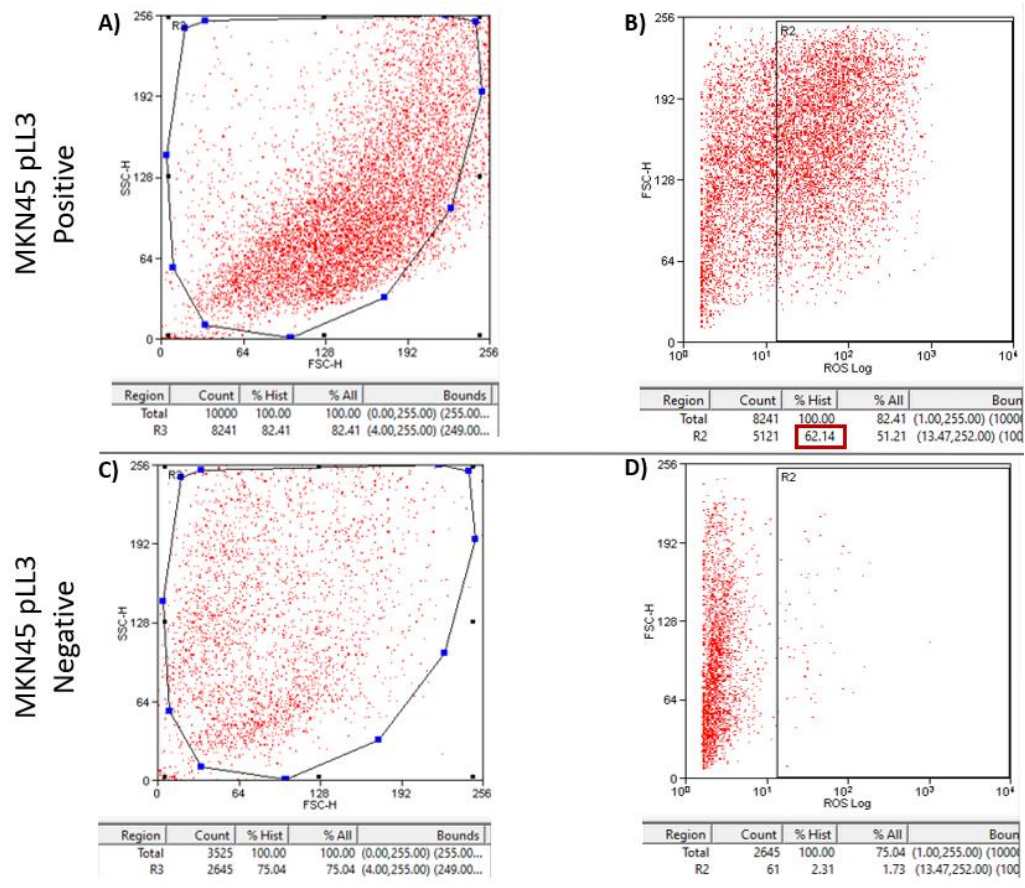 MKN45 pLL3
Positive
A)
256
192
128
64
0
SSC-H
0 64 128 192 256
FSC-H
Region Count % Hist % All Bounds
Total 10000 100.00 100.00 (0.00,255.00) (255.00...
R3 8241 82.41 82.41 (4.00,255.00) (249.00...
B)
R2
256
192
128
64
0
FSC-H
10⁰ 10¹ 10² 10³ 10⁴
ROS Log
Region Count % Hist % All Boun
Total 8241 100.00 82.41 (1.00,255.00) (1000
R2 5121 62.14 51.21 (13.47,252.00) (100
MKN45 pLL3
Negative
C)
256
192
128
64
0
SSC-H
0 64 128 192 256
FSC-H
Region Count % Hist % All Bounds
Total 3525 100.00 100.00 (0.00,255.00) (255.00...
R3 2645 75.04 75.04 (4.00,255.00) (249.00...
D)
R2
256
192
128
64
0
FSC-H
10⁰ 10¹ 10² 10³ 10⁴
ROS Log
Region Count % Hist % All Boun
Total 2645 100.00 75.04 (1.00,255.00) (1000
R2 61 2.31 1.73 (13.47,252.00) (100